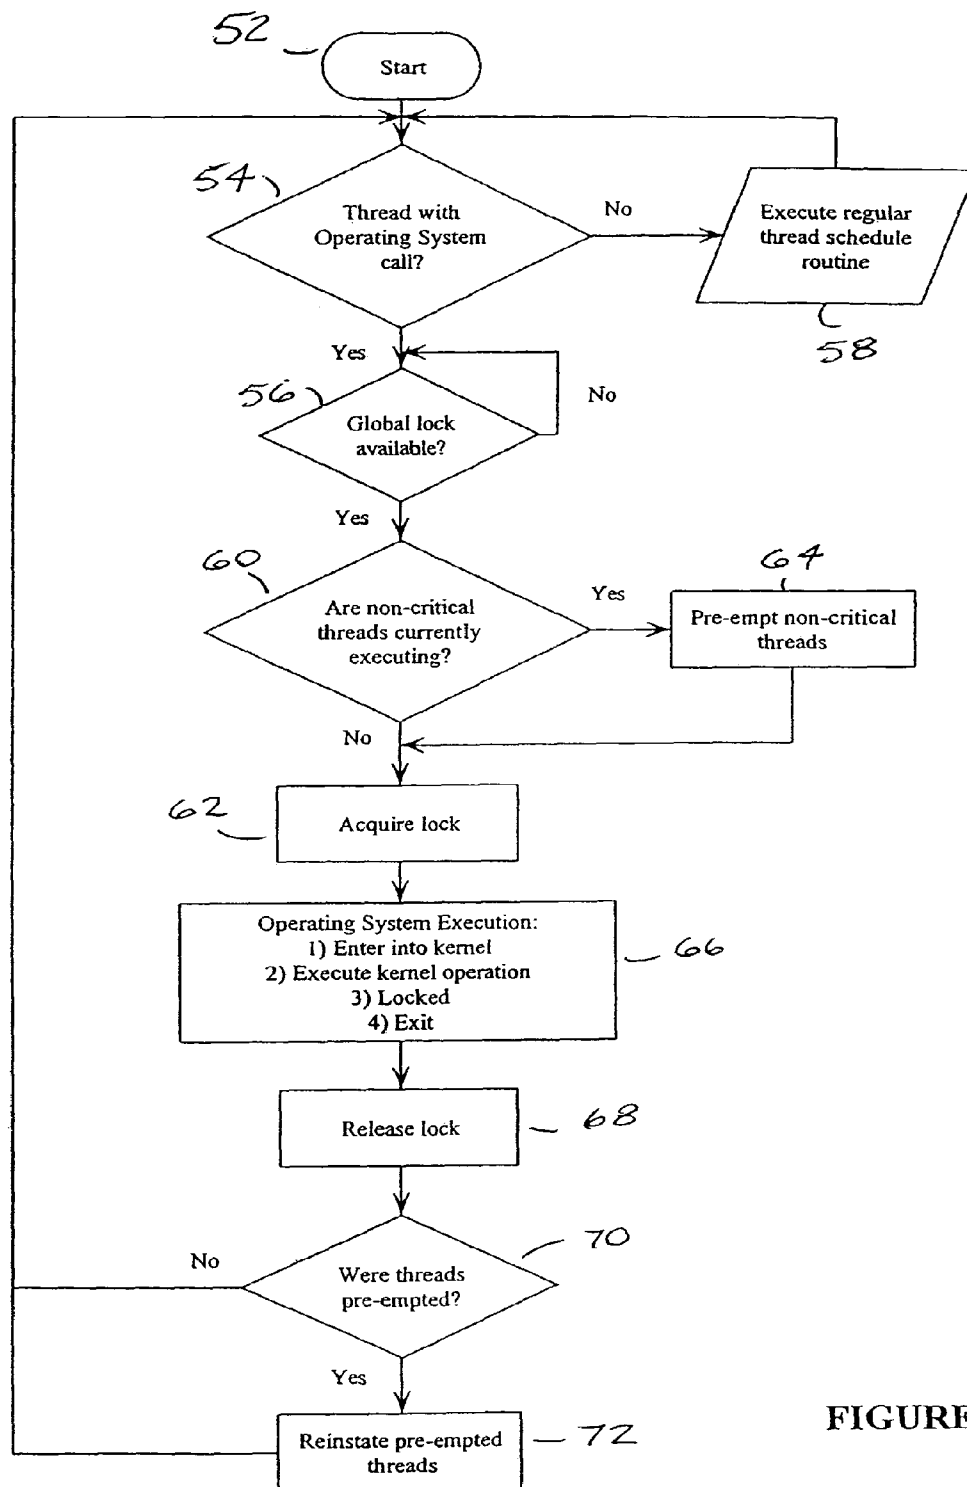 52
Start
54
Thread with
Operating System
call?
No
Execute regular
thread schedule
routine
58
Yes
56
Global lock
available?
No
Yes
60
Are non-critical
threads currently
executing?
Yes
64
Pre-empt non-critical
threads
No
62
Acquire lock
Operating System Execution:
1) Enter into kernel
2) Execute kernel operation
3) Locked
4) Exit
66
Release lock
68
70
No
Were threads
pre-empted?
Yes
Reinstate pre-empted
threads
72
FIGURE